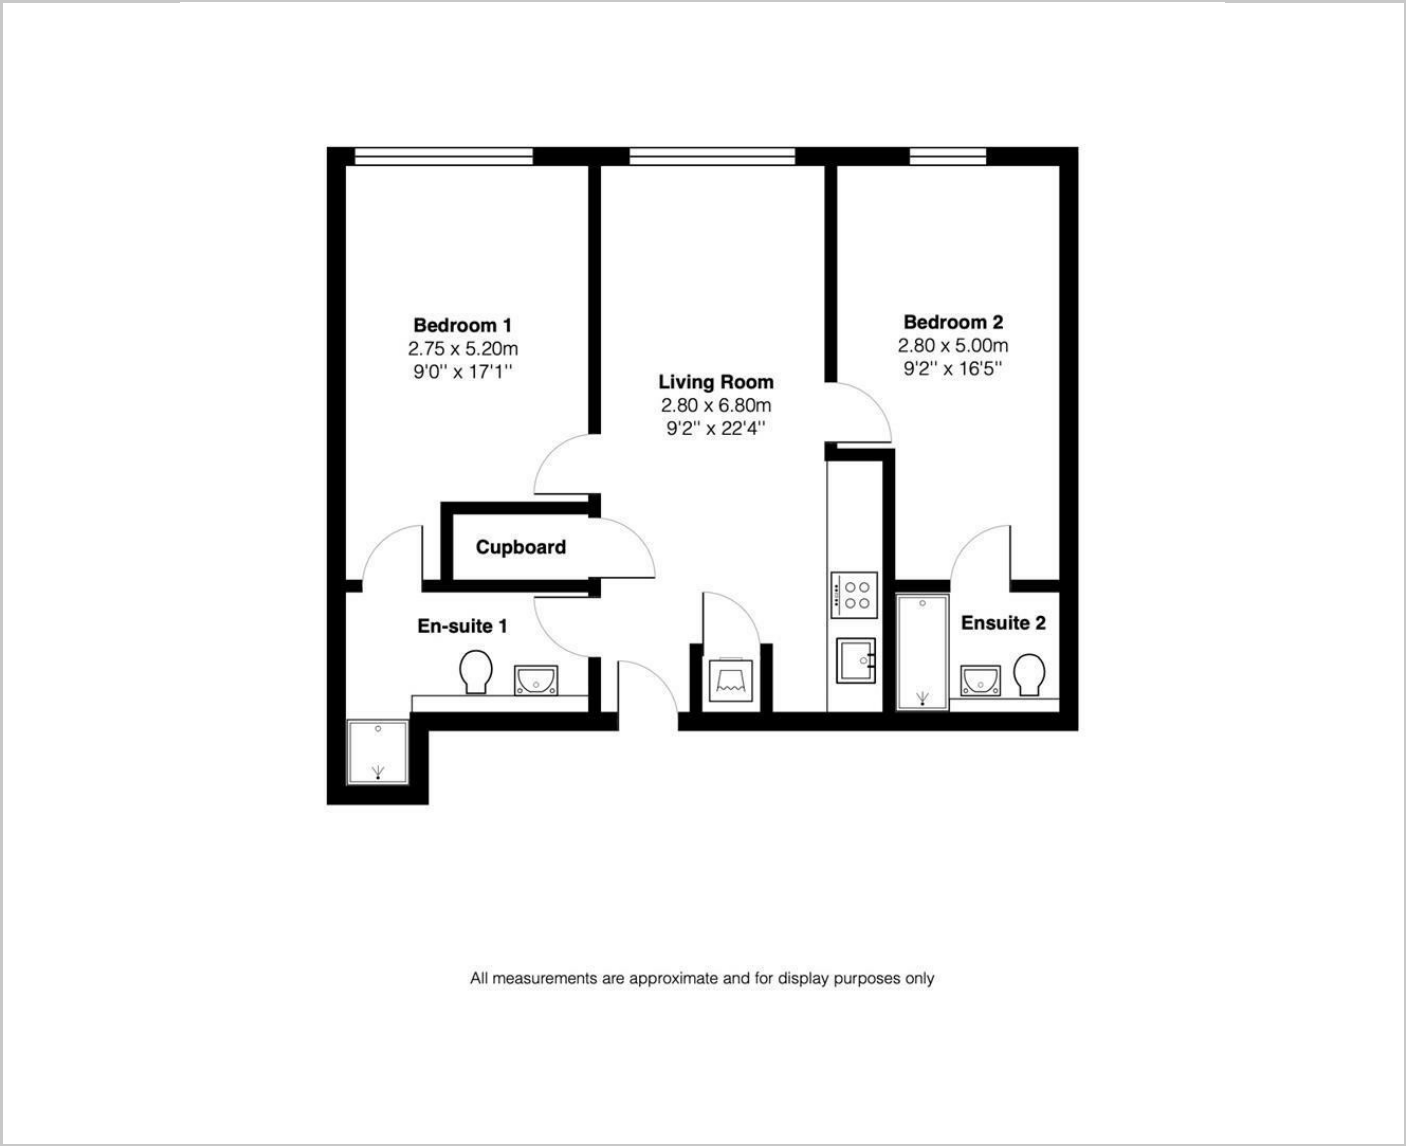 Bedroom 1
2.75 x 5.20m
9'0'' x 17'1''
Living Room
2.80 x 6.80m
9'2'' x 22'4''
Bedroom 2
2.80 x 5.00m
9'2'' x 16'5''
Cupboard
En-suite 1
Ensuite 2
All measurements are approximate and for display purposes only